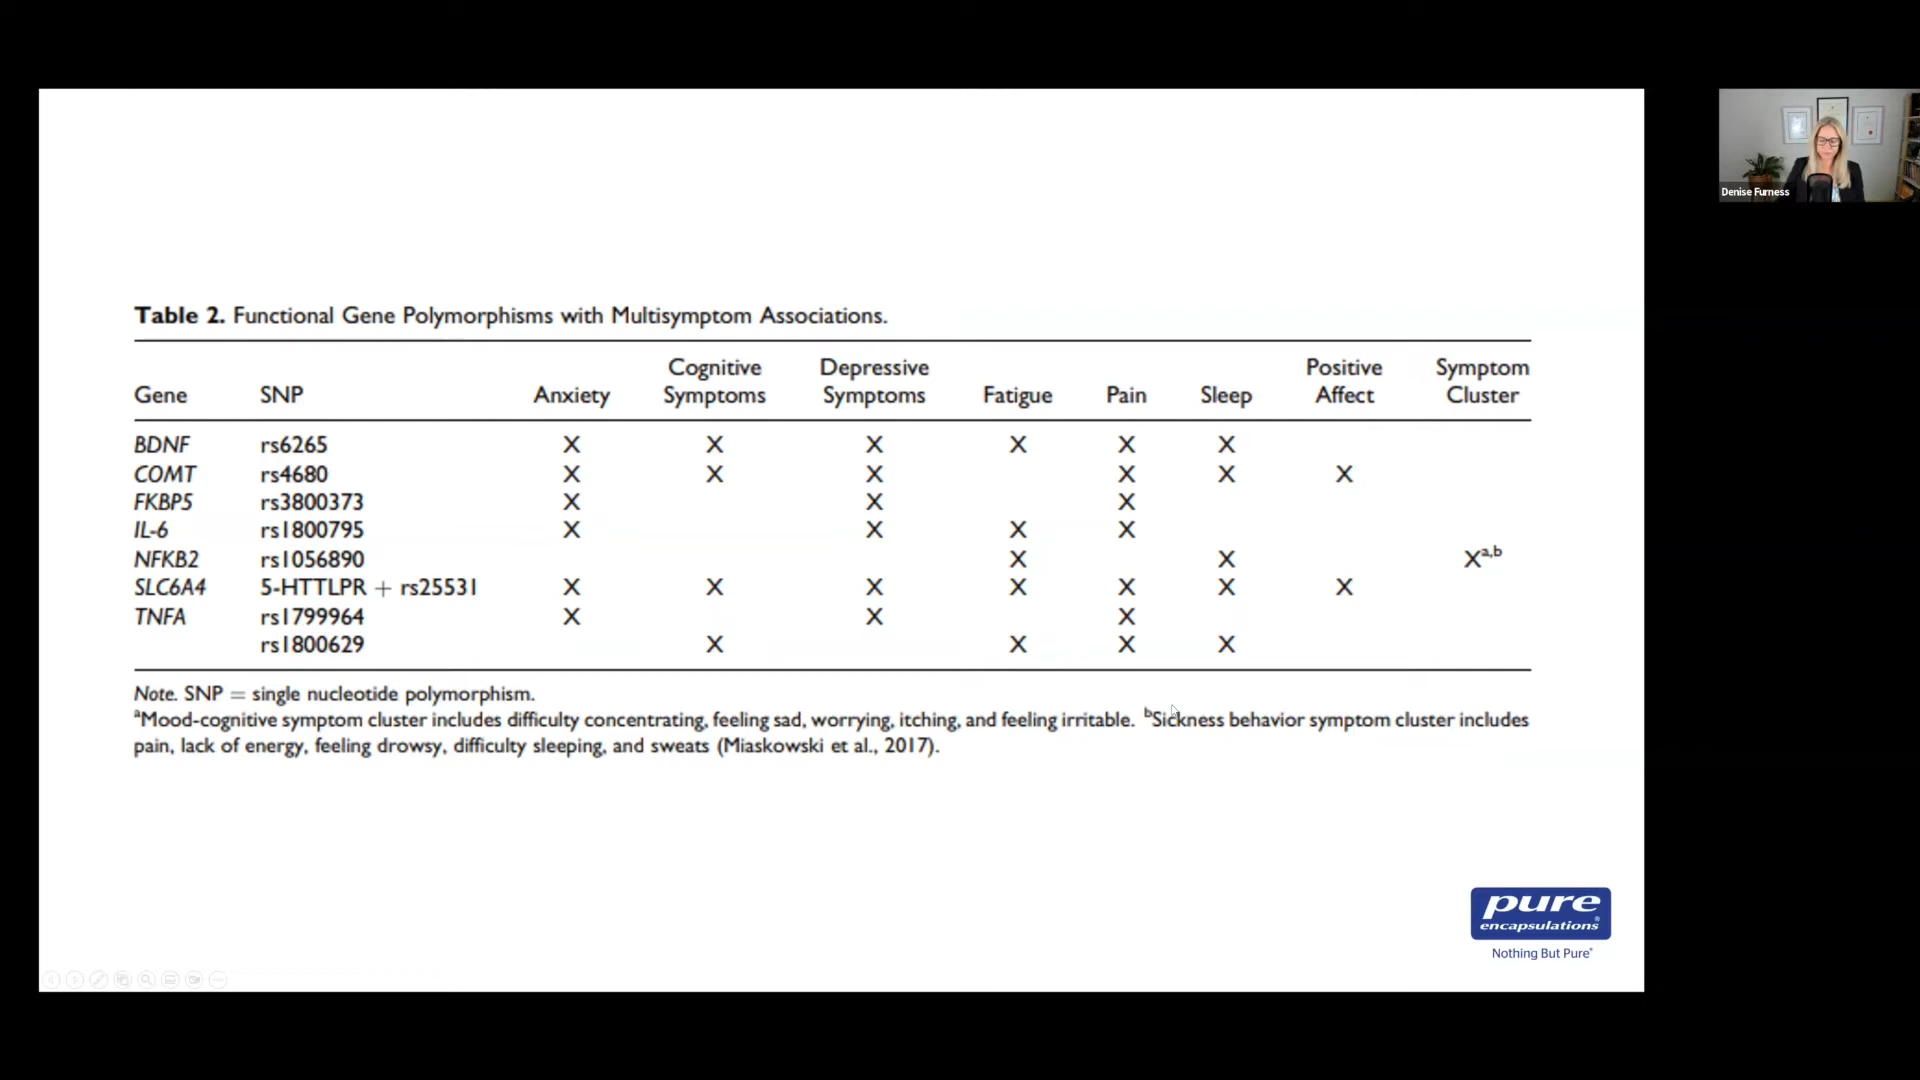 Denise Furness
Table 2. Functional Gene Polymorphisms with Multisymptom Associations.
Gene SNP Anxiety Cognitive Symptoms Depressive Symptoms Fatigue Pain Sleep Positive Affect Symptom Cluster
BDNF rs6265 X X X X X X
COMT rs4680 X X X X X X
FKBP5 rs3800373 X X X
IL-6 rs1800795 X X X X
NFKB2 rs1056890 X X Xa,b
SLC6A4 5-HTTLPR + rs25531 X X X X X X X
TNFA rs1799964 X X X
rs1800629 X X X X
Note. SNP = single nucleotide polymorphism.
aMood-cognitive symptom cluster includes difficulty concentrating, feeling sad, worrying, itching, and feeling irritable. bSickness behavior symptom cluster includes
pain, lack of energy, feeling drowsy, difficulty sleeping, and sweats (Miaskowski et al., 2017).
pure
encapsulations®
Nothing But Pure®